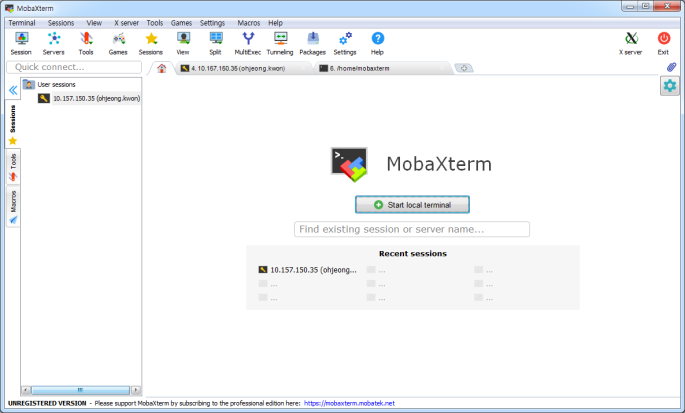 MobaXterm
Terminal Sessions View X server Tools Games Settings Macros Help
Session Servers Tools Games Sessions View Split MultiExec Tunneling Packages Settings Help X server Exit
Quick connect...
4. 10.157.150.35 (ohjeong.kwon)
6. /home/mobaxterm
User sessions
10.157.150.35 (ohjeong.kwon)
Sessions
Tools
Macros
>_
MobaXterm
Start local terminal
Find existing session or server name...
Recent sessions
10.157.150.35 (ohjeong... ... ...
... ... ...
... ... ...
UNREGISTERED VERSION - Please support MobaXterm by subscribing to the professional edition here: https://mobaxterm.mobatek.net